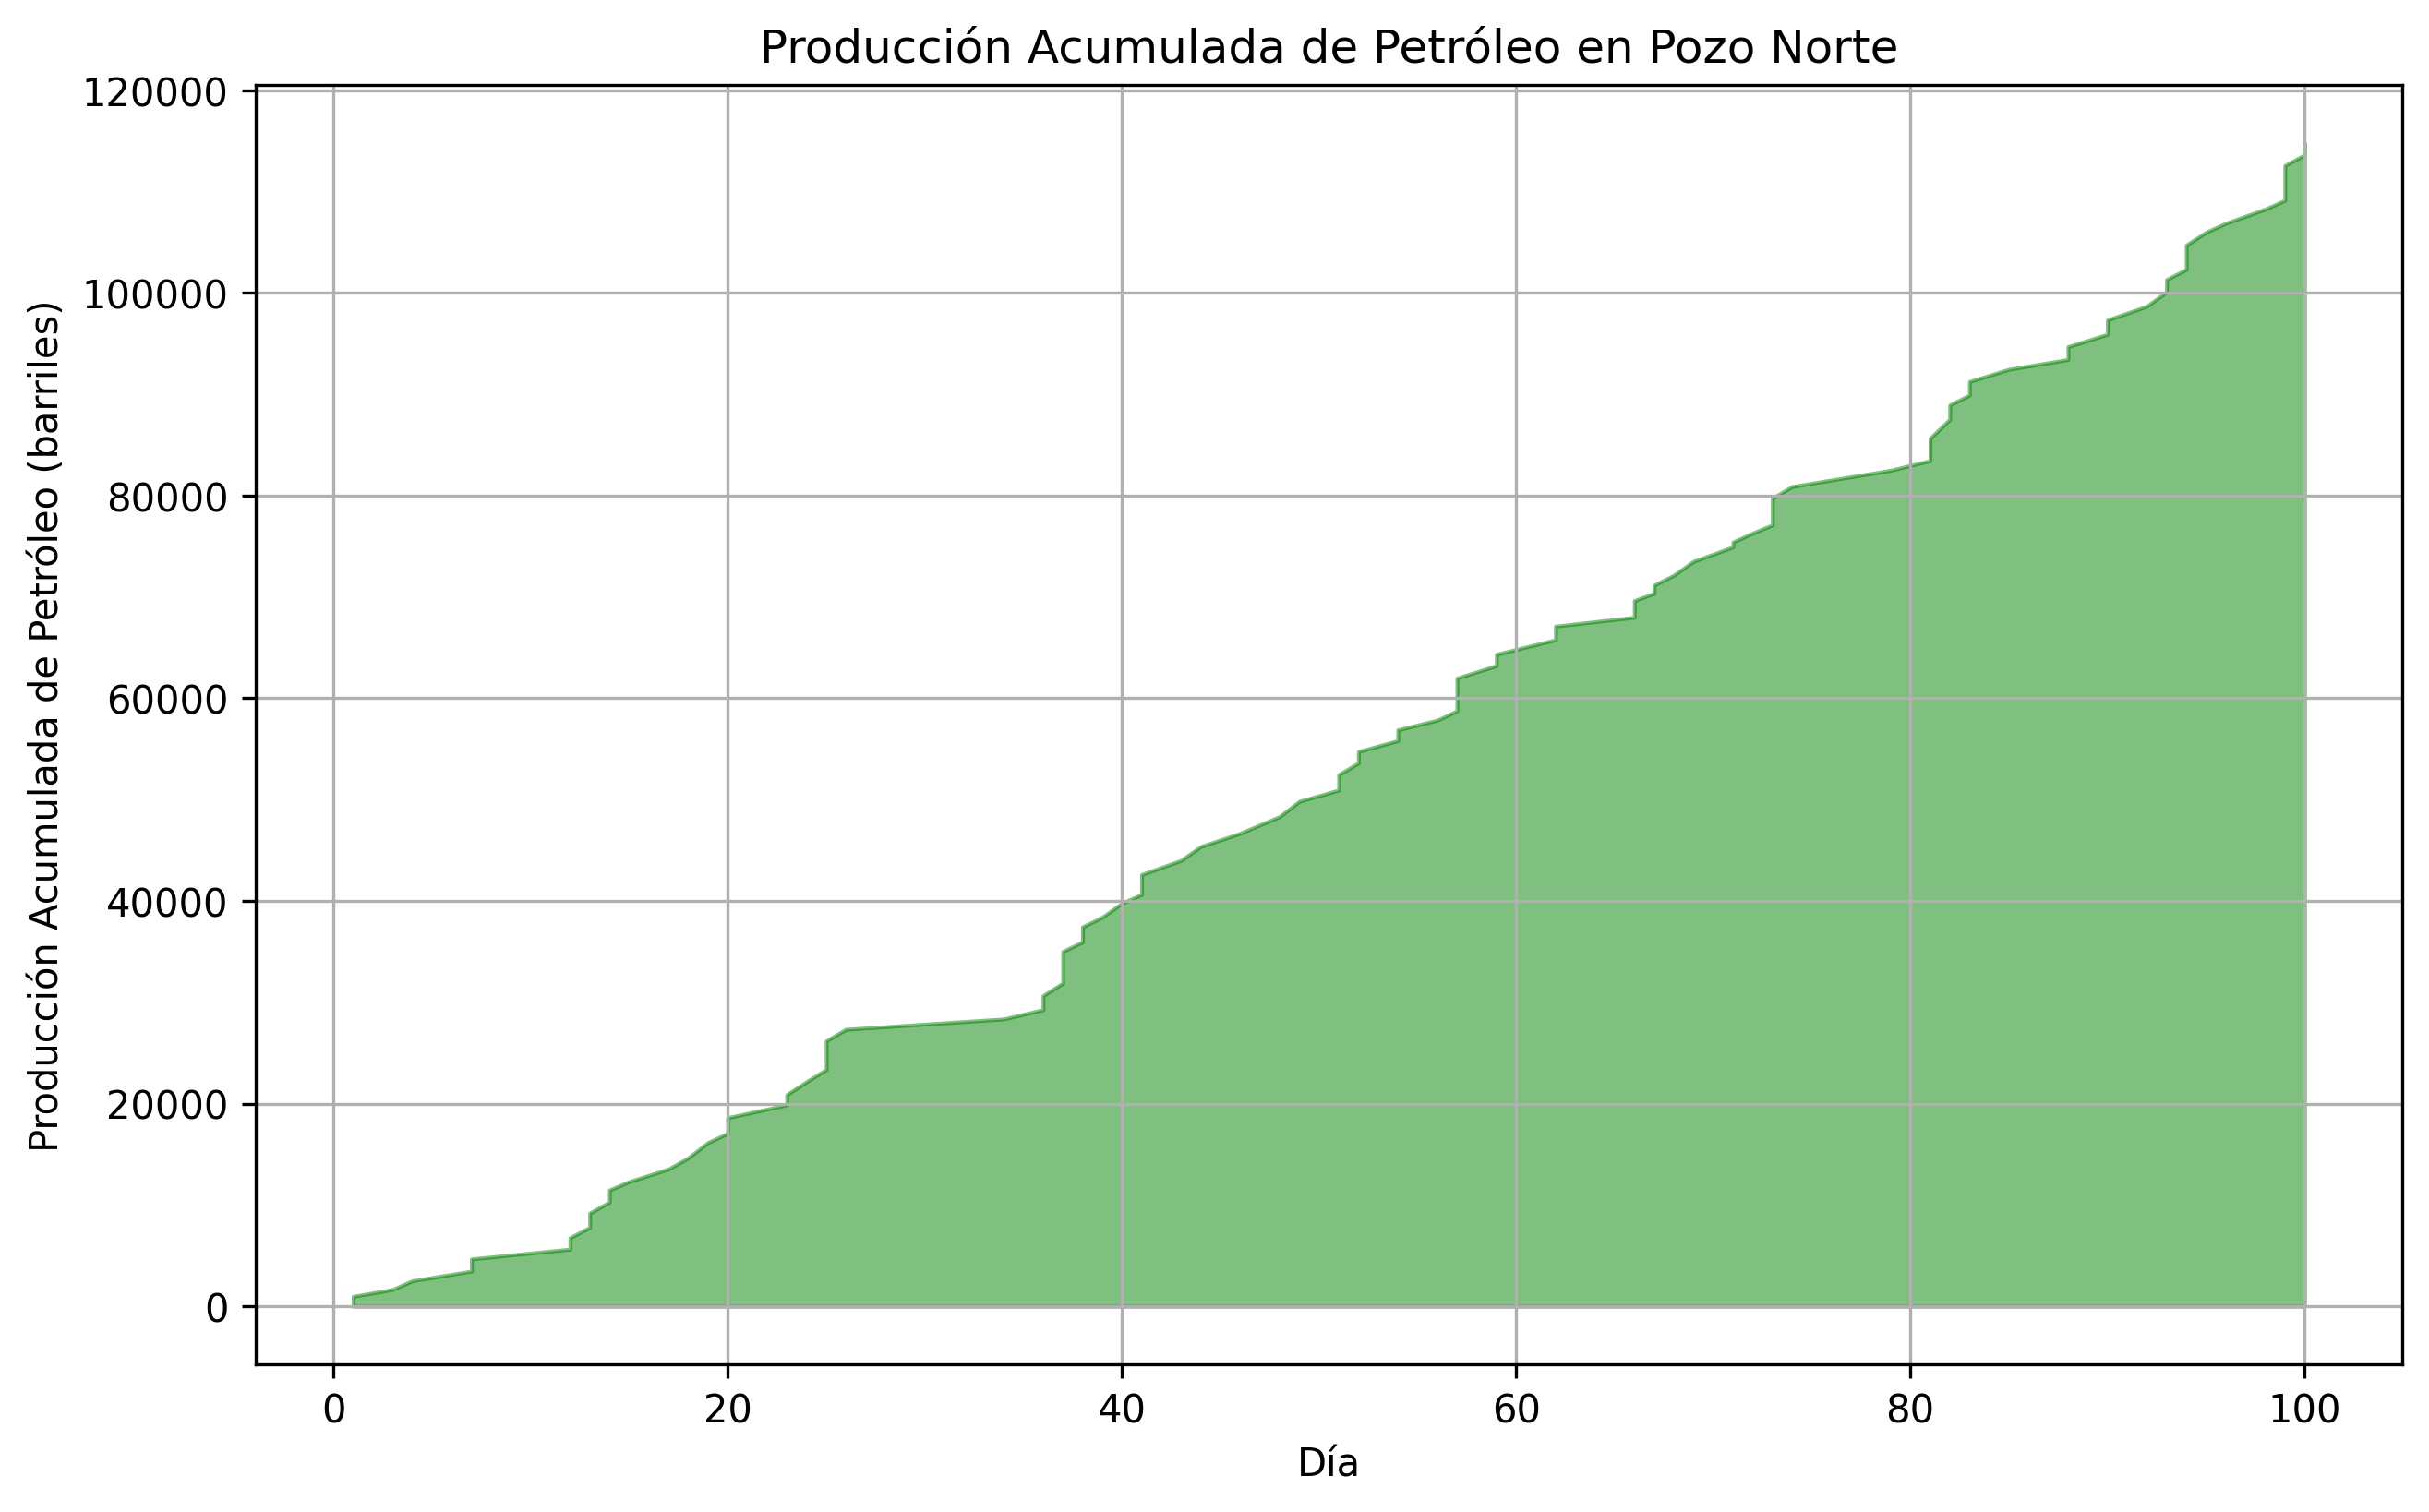 Producción Acumulada de Petróleo en Pozo Norte
Producción Acumulada de Petróleo (barriles)
120000
100000
80000
60000
40000
20000
0
0 20 40 60 80 100
Día